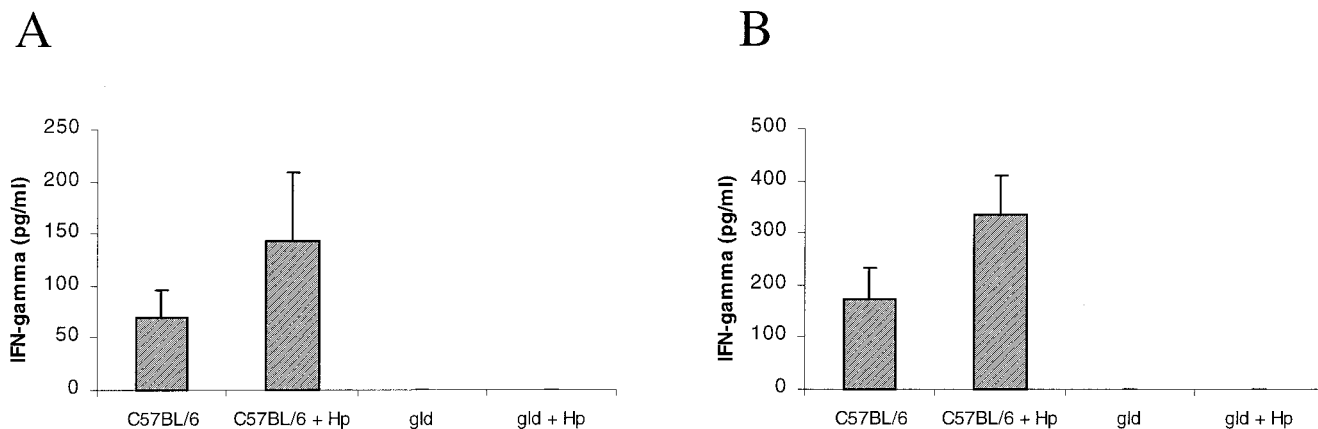 A
IFN-gamma (pg/ml)
250
200
150
100
50
0
C57BL/6 C57BL/6 + Hp gld gld + Hp
B
IFN-gamma (pg/ml)
500
400
300
200
100
0
C57BL/6 C57BL/6 + Hp gld gld + Hp